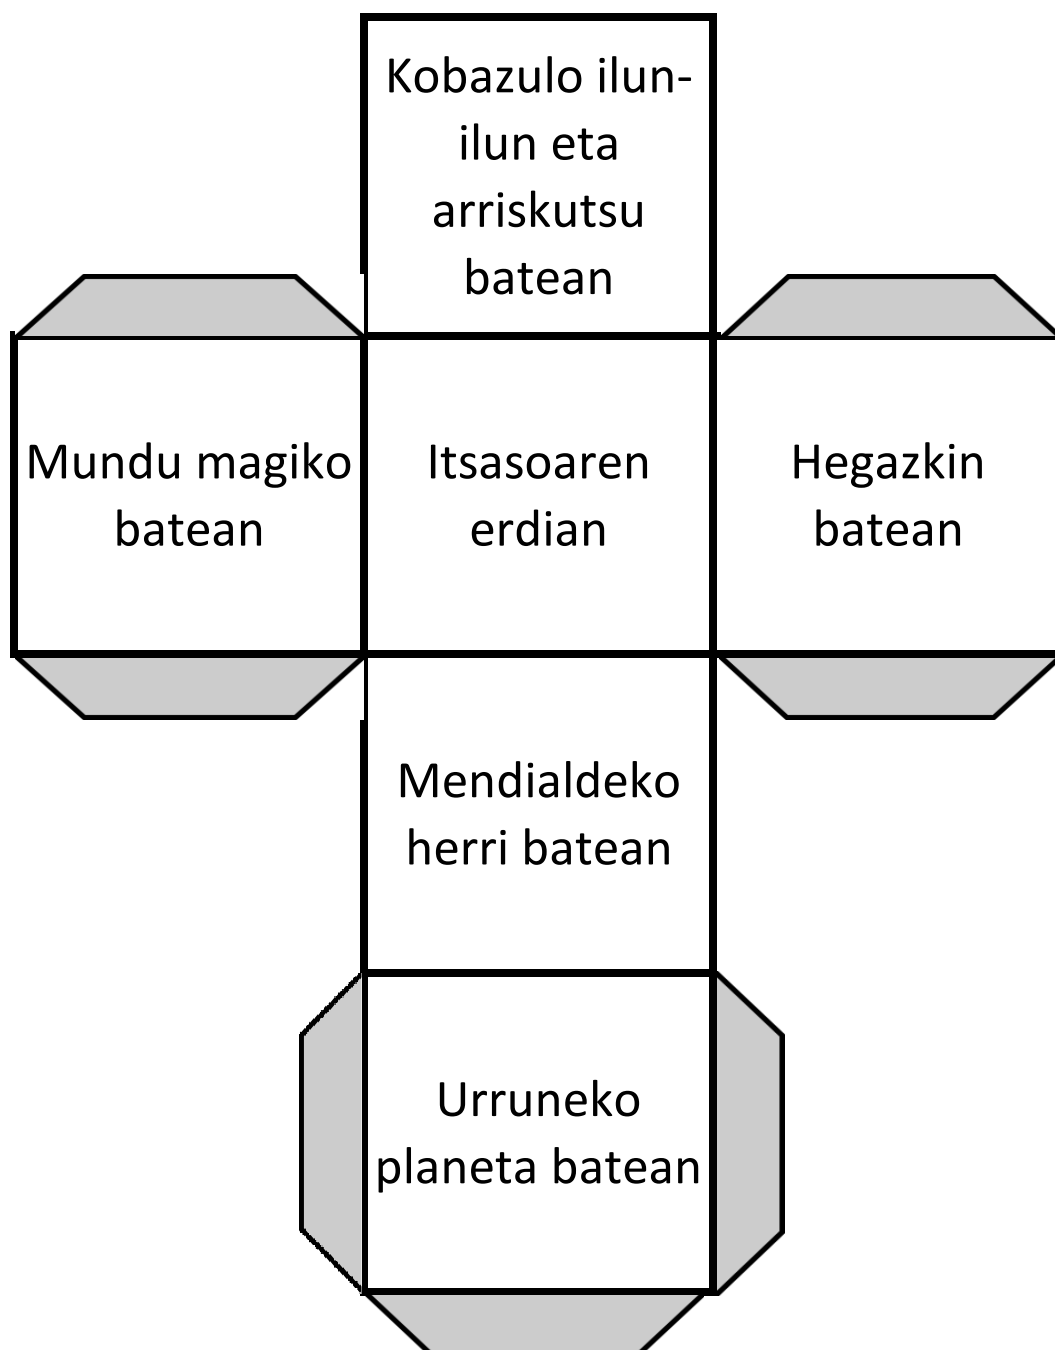 Kobazulo ilun-
ilun eta
arriskutsu
batean
Mundu magiko
batean
Itsasoaren
erdian
Hegazkin
batean
Mendialdeko
herri batean
Urruneko
planeta batean